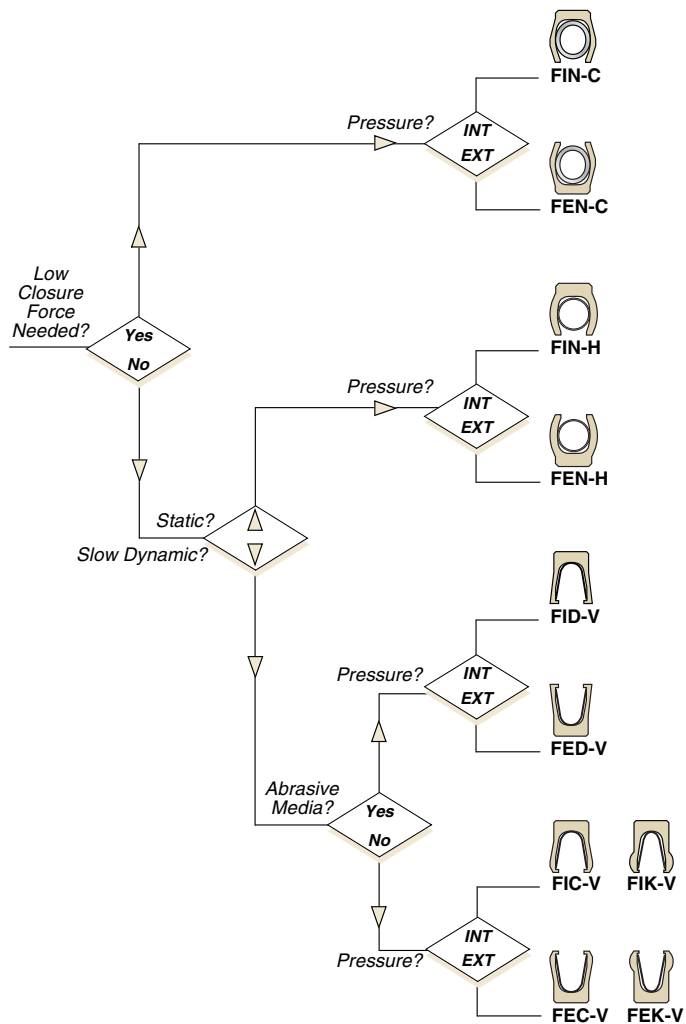 FIN-C
Pressure?
INT
EXT
FEN-C
Low
Closure
Force
Needed?
Yes
No
FIN-H
Pressure?
INT
EXT
FEN-H
Static?
Slow Dynamic?
FID-V
Pressure?
INT
EXT
FED-V
Abrasive
Media?
Yes
No
FIC-V FIK-V
INT
EXT
Pressure?
FEC-V FEK-V